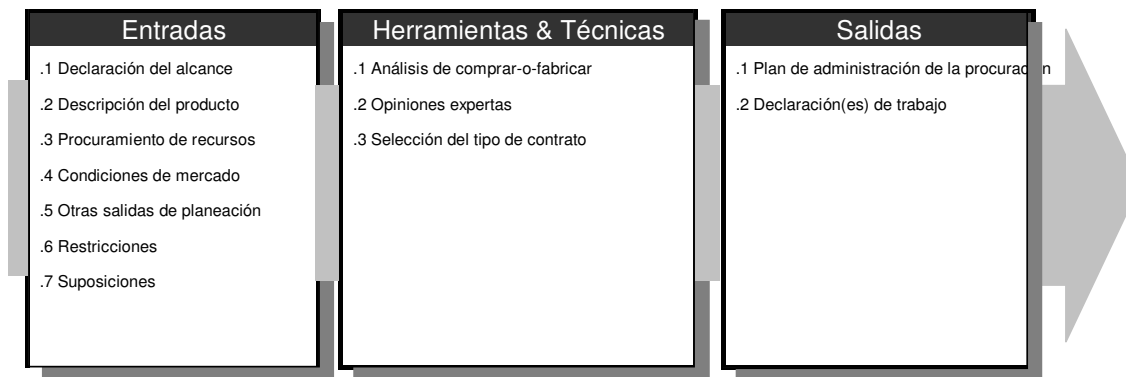 Entradas
.1 Declaración del alcance
.2 Descripción del producto
.3 Procuramiento de recursos
.4 Condiciones de mercado
.5 Otras salidas de planeación
.6 Restricciones
.7 Suposiciones
Herramientas & Técnicas
.1 Análisis de comprar-o-fabricar
.2 Opiniones expertas
.3 Selección del tipo de contrato
Salidas
.1 Plan de administración de la procuración
.2 Declaración(es) de trabajo